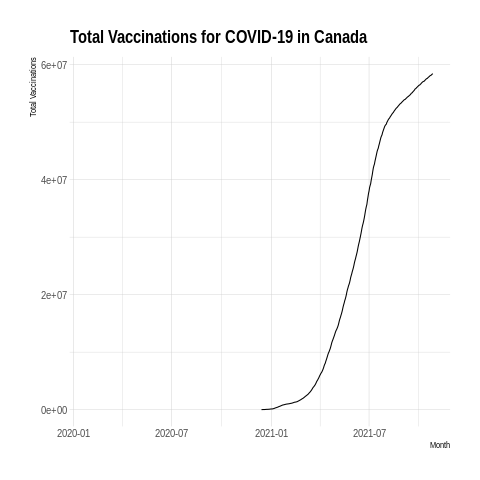 Total Vaccinations for COVID-19 in Canada
Total Vaccinations
6e+07
4e+07
2e+07
0e+00
2020-01 2020-07 2021-01 2021-07
Month